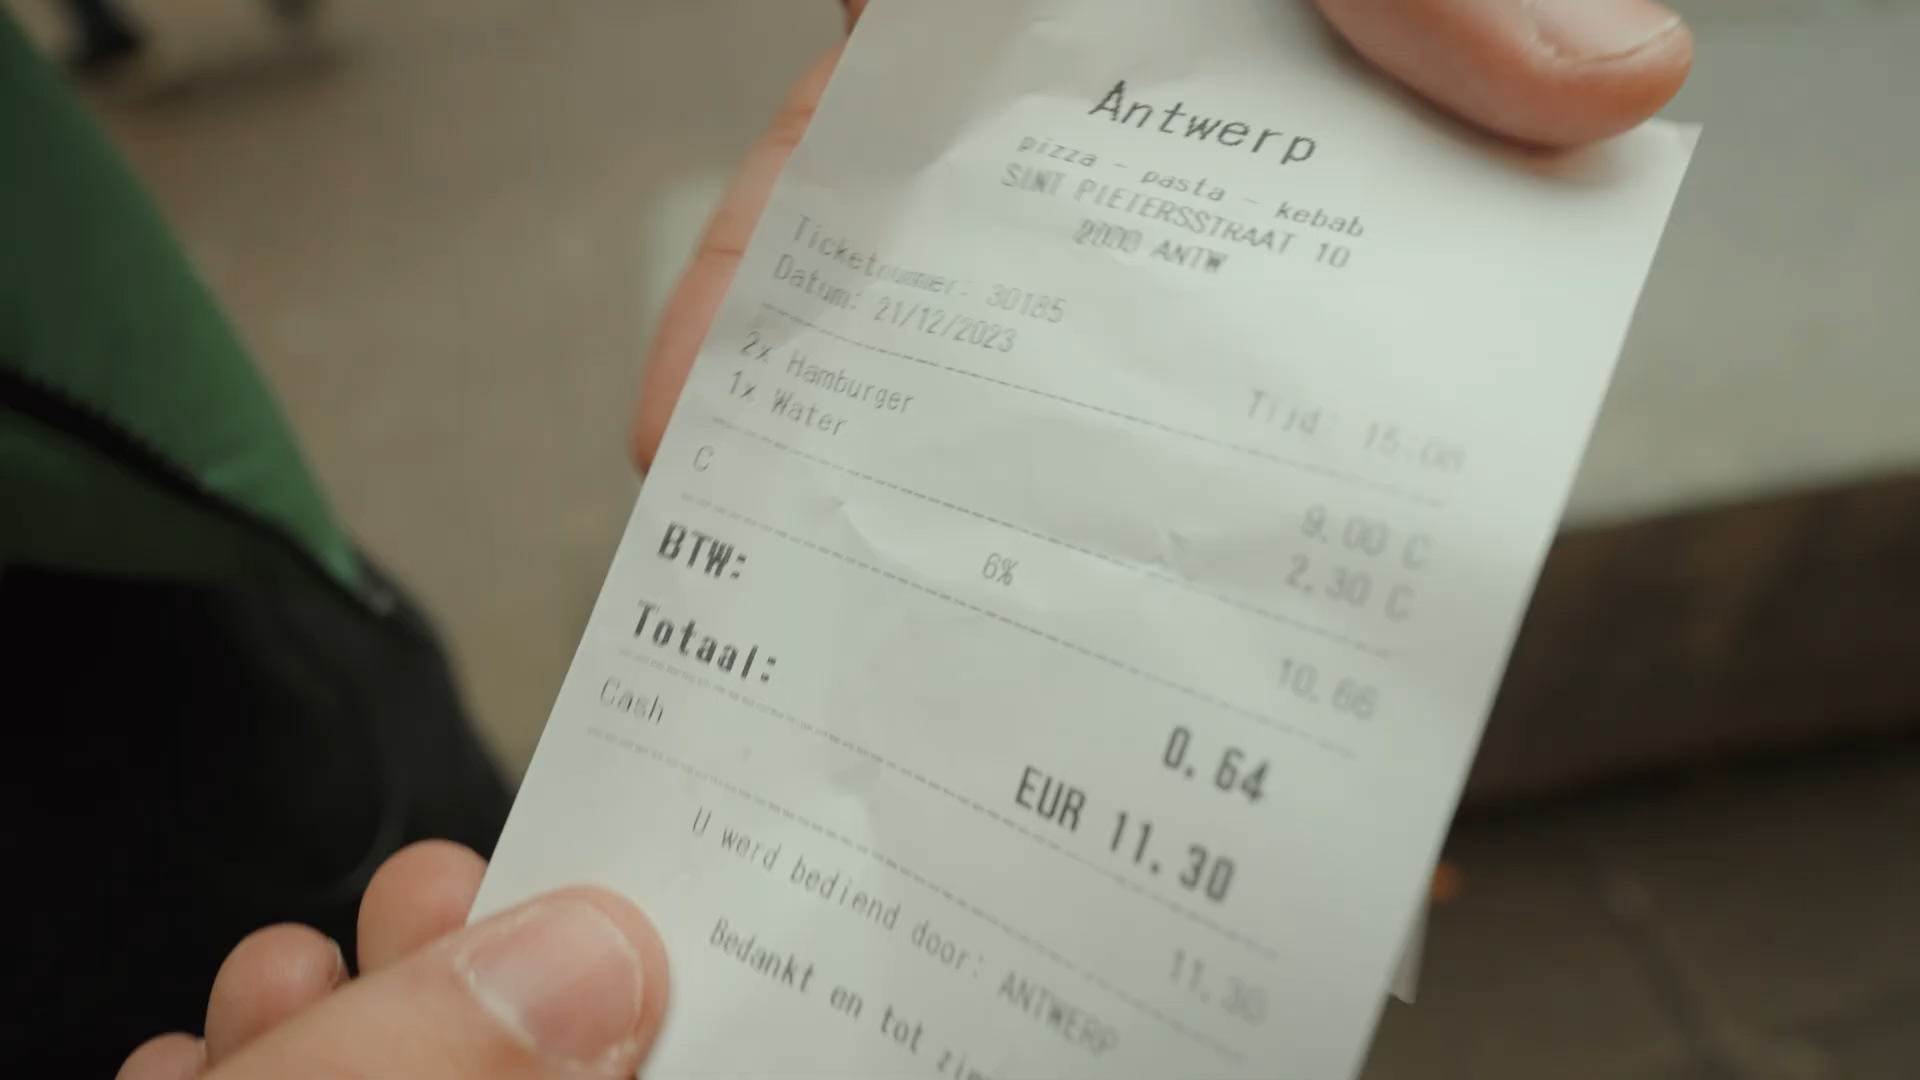 Antwerp
pizza - pasta - kebab
SINT PIETERSSTRAAT 10
2000 ANTW
Ticketnummer: 30185
Datum: 21/12/2023 Tijd: 15:08
2x Hamburger 9.00 C
1x Water 2.30 C
C 6% 10.66
BTW: 0.64
Totaal: EUR 11.30
Cash 11.30
U werd bediend door: ANTWERP
Bedankt en tot